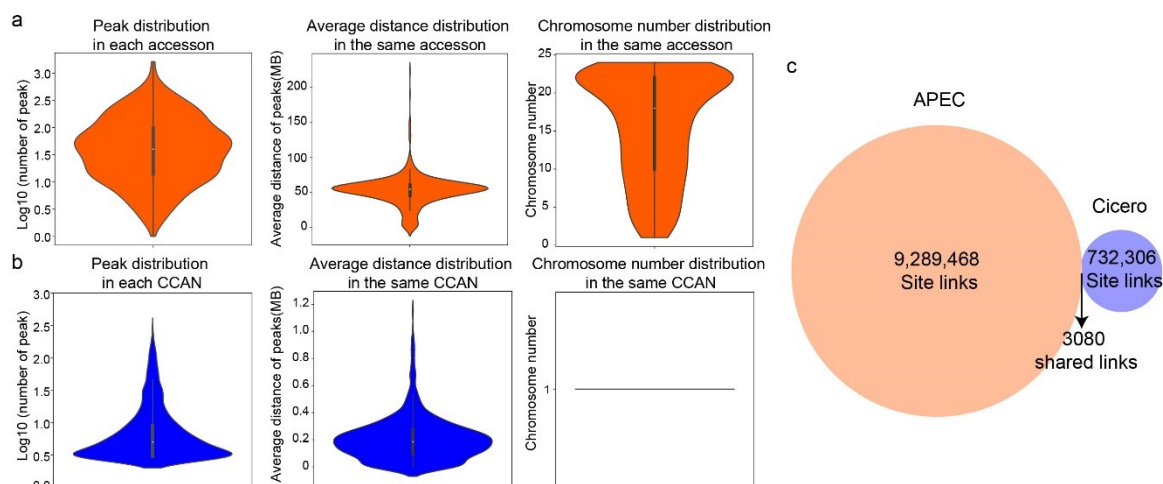 a
Peak distribution
in each accesson
Log10 (number of peak)
3.0
2.5
2.0
1.5
1.0
0.5
0.0
Average distance distribution
in the same accesson
Average distance of peaks(MB)
200
150
100
50
0
Chromosome number distribution
in the same accesson
Chromosome number
25
20
15
10
5
0
b
Peak distribution
in each CCAN
Log10 (number of peak)
3.0
2.5
2.0
1.5
1.0
0.5
0.0
Average distance distribution
in the same CCAN
Average distance of peaks(MB)
1.2
1.0
0.8
0.6
0.4
0.2
0
Chromosome number distribution
in the same CCAN
Chromosome number
1
c
APEC
9,289,468
Site links
Cicero
732,306
Site links
3080
shared links